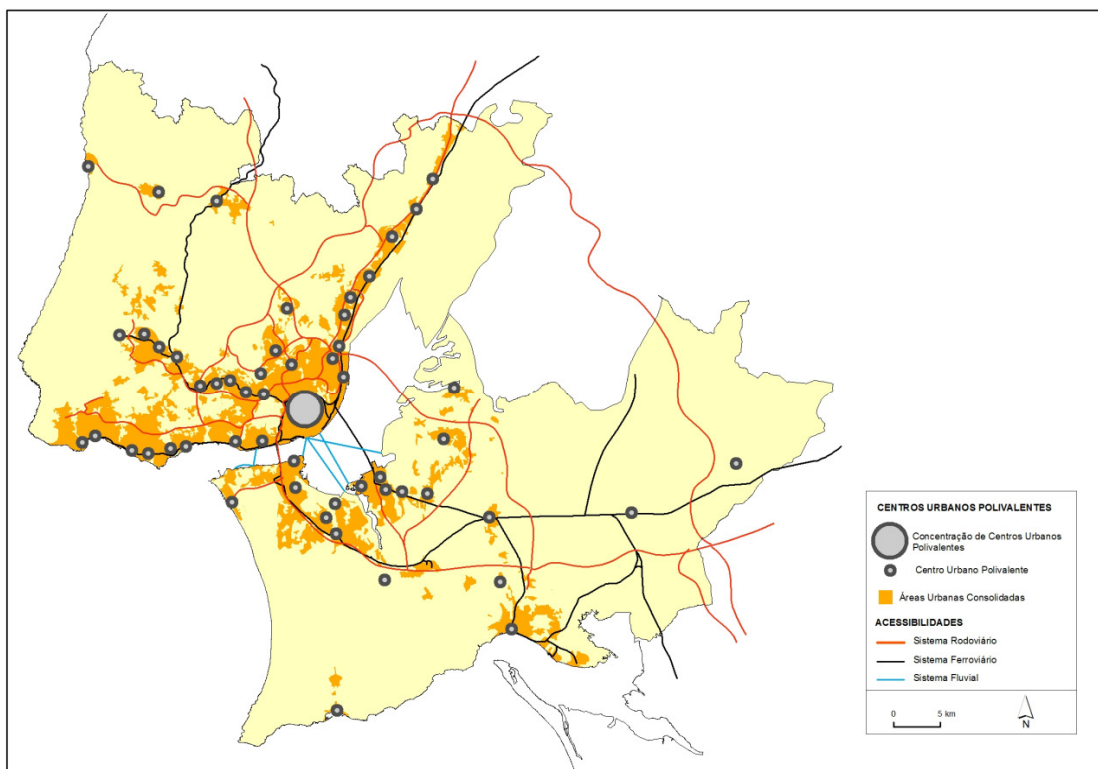 CENTROS URBANOS POLIVALENTES
Concentração de Centros Urbanos
Polivalentes
Centro Urbano Polivalente
Áreas Urbanas Consolidadas
ACESSIBILIDADES
Sistema Rodoviário
Sistema Ferroviário
Sistema Fluvial
0 5 km
N